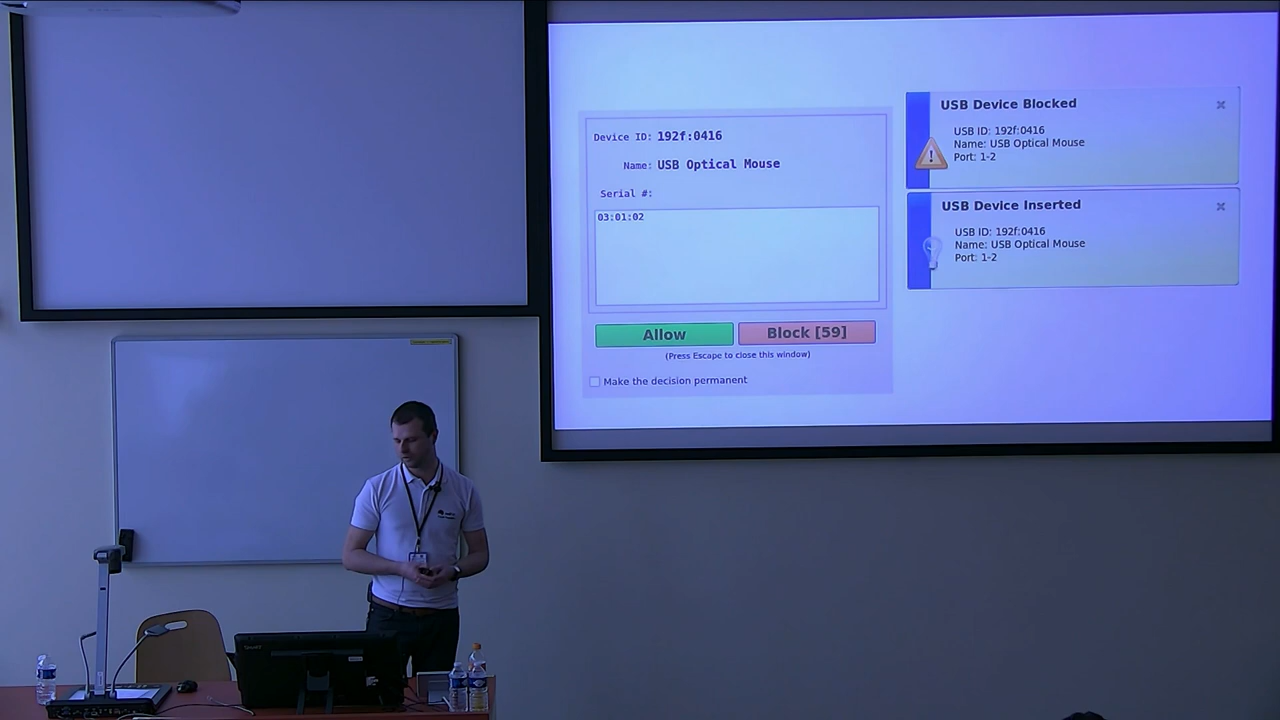 Device ID: 192f:0416
Name: USB Optical Mouse
Serial #:
03:01:02
Allow
Block [59]
(Press Escape to close this window)
Make the decision permanent
USB Device Blocked
USB ID: 192f:0416
Name: USB Optical Mouse
Port: 1-2
USB Device Inserted
USB ID: 192f:0416
Name: USB Optical Mouse
Port: 1-2